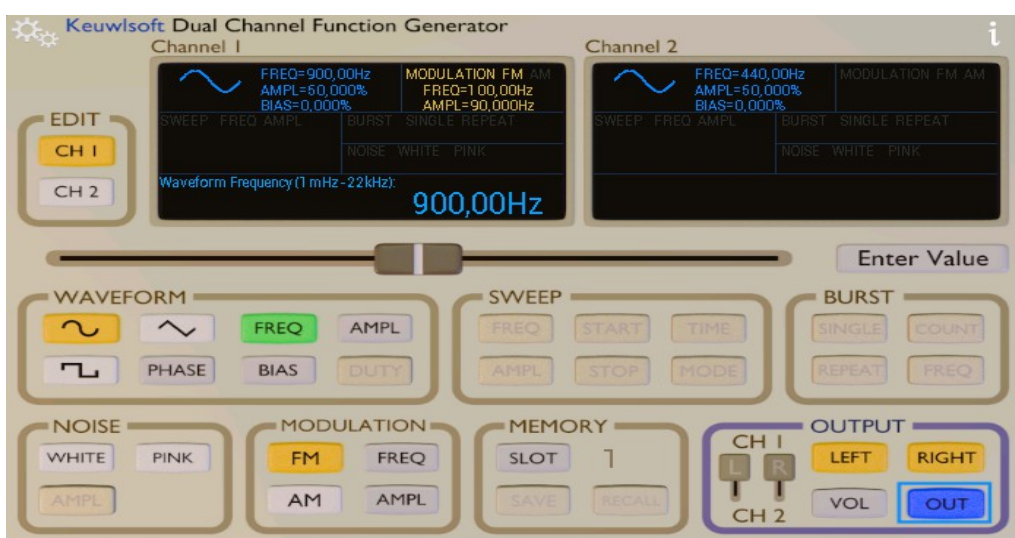 Keuwlsoft Dual Channel Function Generator
i
Channel 1
Channel 2
FREQ=900,00Hz
AMPL=50,000%
BIAS=0,000%
MODULATION FM AM
FREQ=100,00Hz
AMPL=90,000Hz
SWEEP FREQ AMPL
BURST SINGLE REPEAT
NOISE WHITE PINK
Waveform Frequency (1 mHz-22kHz):
900,00Hz
FREQ=440,00Hz
AMPL=50,000%
BIAS=0,000%
MODULATION FM AM
SWEEP FREQ AMPL
BURST SINGLE REPEAT
NOISE WHITE PINK
EDIT
CH 1
CH 2
Enter Value
WAVEFORM
FREQ AMPL
PHASE BIAS DUTY
SWEEP
FREQ START TIME
AMPL STOP MODE
BURST
SINGLE COUNT
REPEAT FREQ
NOISE
WHITE PINK
AMPL
MODULATION
FM FREQ
AM AMPL
MEMORY
SLOT 1
SAVE RECALL
OUTPUT
CH 1
L R
CH 2
LEFT RIGHT
VOL OUT